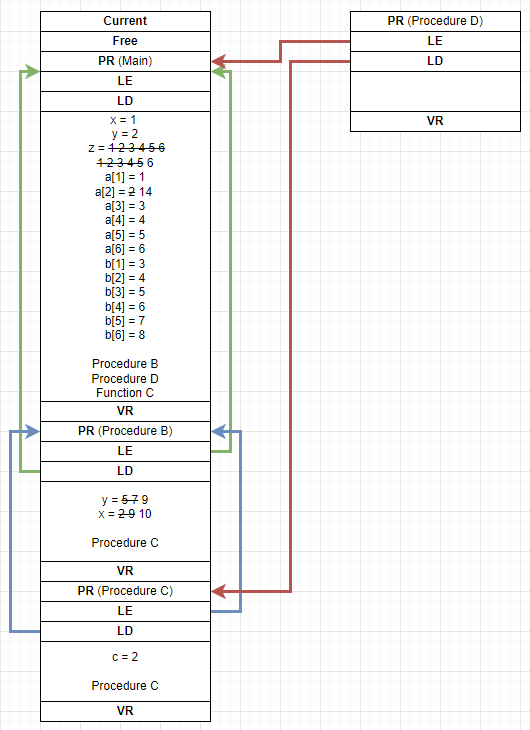 Current
Free
PR (Main)
LE
LD
x = 1
y = 2
z = 1 2 3 4 5 6
1 2 3 4 5 6
a[1] = 1
a[2] = 2 14
a[3] = 3
a[4] = 4
a[5] = 5
a[6] = 6
b[1] = 3
b[2] = 4
b[3] = 5
b[4] = 6
b[5] = 7
b[6] = 8
Procedure B
Procedure D
Function C
VR
PR (Procedure B)
LE
LD
y = 5 7 9
x = 2 9 10
Procedure C
VR
PR (Procedure C)
LE
LD
c = 2
Procedure C
VR
PR (Procedure D)
LE
LD
VR